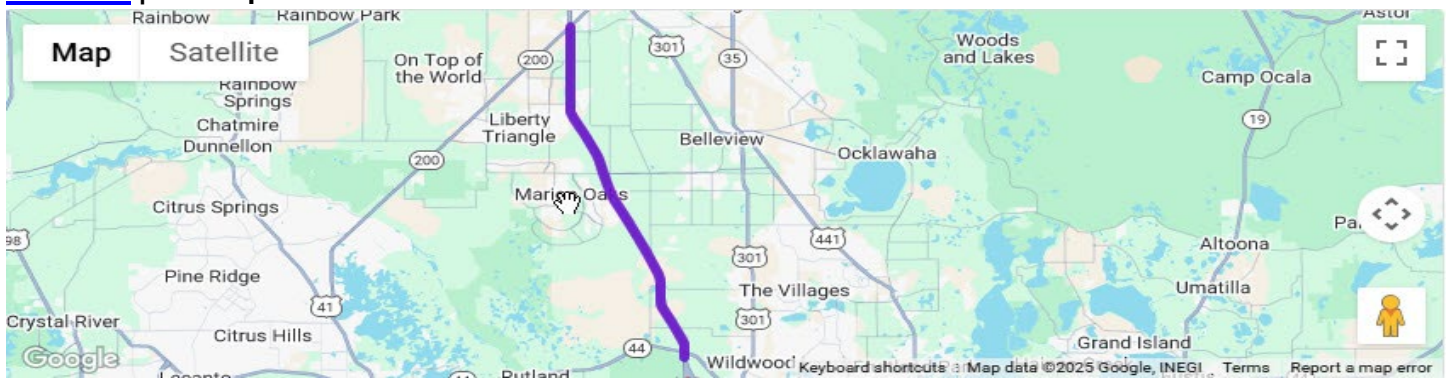 Rainbow
Rainbow Park
Astor
Map
Satellite
301
On Top of
the World
200
35
Woods
and Lakes
Camp Ocala
Rainbow
Springs
Chatmire
Liberty
Triangle
19
Dunnellon
Belleview
200
Ocklawaha
Marion Oaks
Citrus Springs
98
441
Altoona
301
Pine Ridge
The Villages
Umatilla
41
Crystal River
Citrus Hills
301
Grand Island
44
Google
Wildwood
Keyboard shortcuts
Map data ©2025 Google, INEGI
Terms
Report a map error
Lecanto
44
Rutland